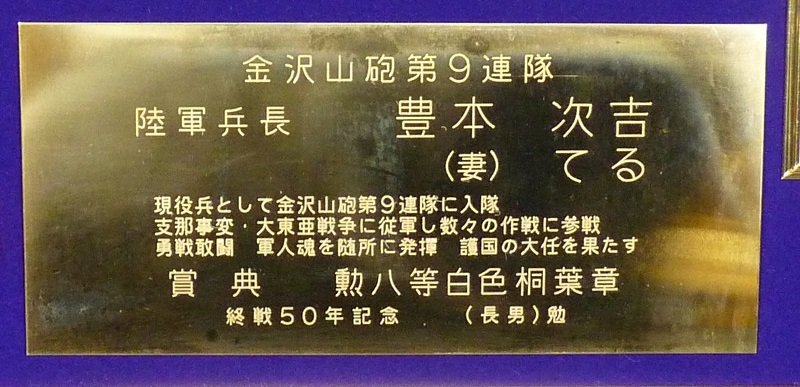 金沢山砲第9連隊
陸軍兵長 豊本 次吉
(妻) てる
現役兵として金沢山砲第9連隊に入隊
支那事変・大東亜戦争に従軍し数々の作戦に参戦
勇戦敢闘 軍人魂を随所に発揮 護国の大任を果たす
賞典 勲八等白色桐葉章
終戦50年記念 (長男)勉